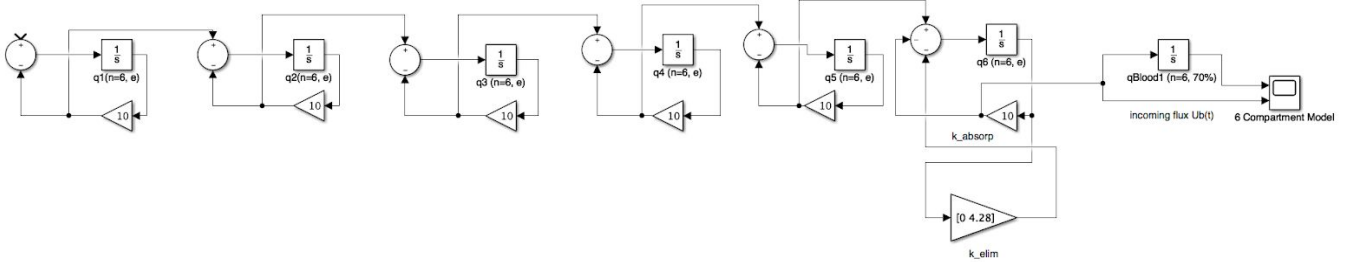 +
−
1
s
q1(n=6, e)
10
+
−
1
s
q2(n=6, e)
10
+
−
1
s
q3 (n=6, e)
10
+
−
1
s
q4 (n=6, e)
10
+
−
1
s
q5 (n=6, e)
10
+
−
−
1
s
q6 (n=6, e)
10
k_absorp
[0 4.28]
k_elim
1
s
qBlood1 (n=6, 70%)
incoming flux Ub(t)
6 Compartment Model